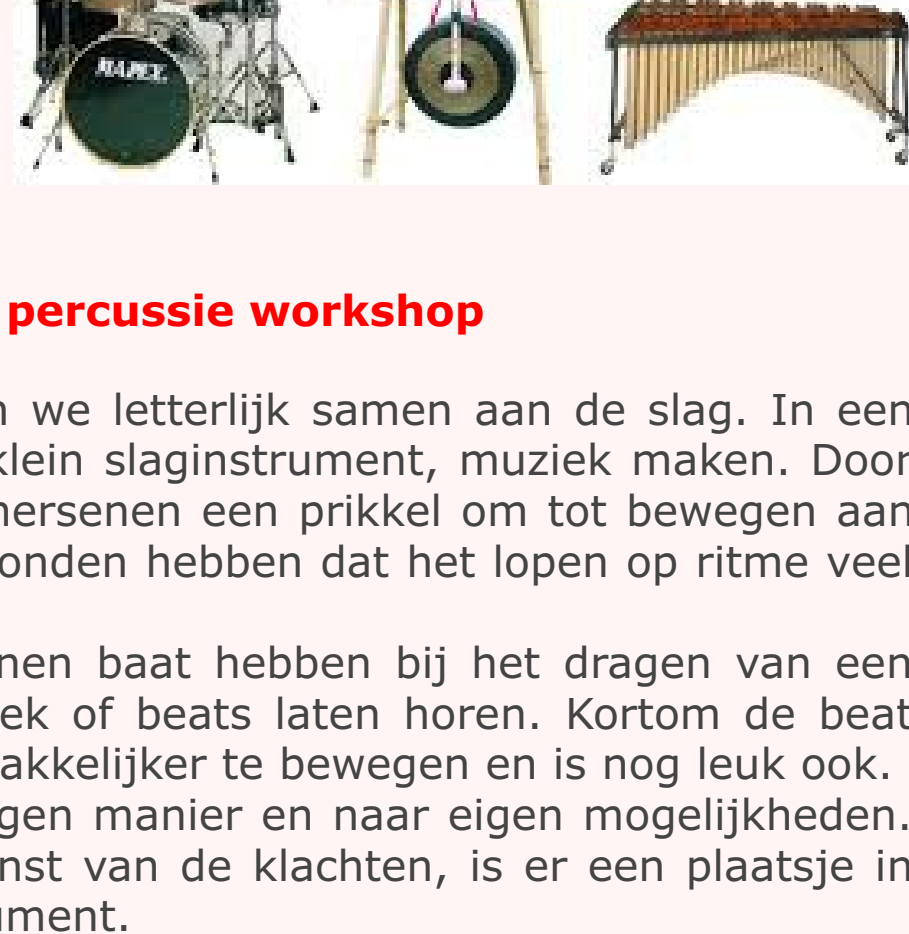 MAPEX
percussie workshop
n we letterlijk samen aan de slag. In een
klein slaginstrument, muziek maken. Door
hersenen een prikkel om tot bewegen aan
onden hebben dat het lopen op ritme veel
nen baat hebben bij het dragen van een
ek of beats laten horen. Kortom de beat
akkelijker te bewegen en is nog leuk ook.
gen manier en naar eigen mogelijkheden.
nst van de klachten, is er een plaatsje in
ument.